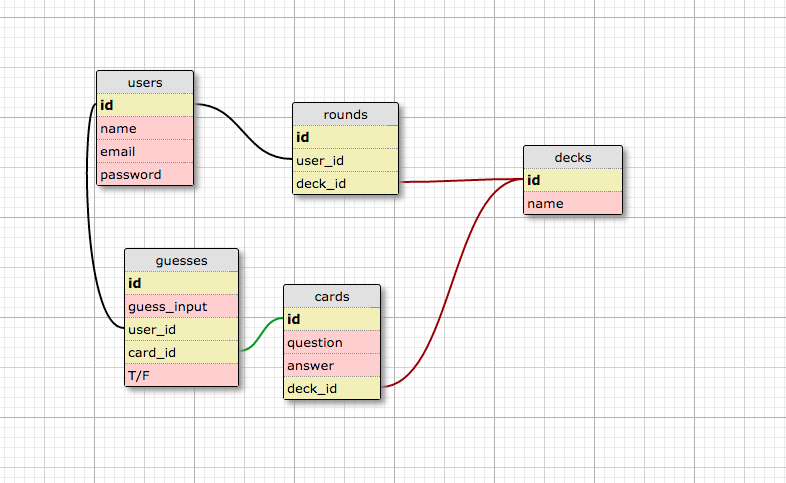 users
id
name
email
password
rounds
id
user_id
deck_id
decks
id
name
guesses
id
guess_input
user_id
card_id
T/F
cards
id
question
answer
deck_id